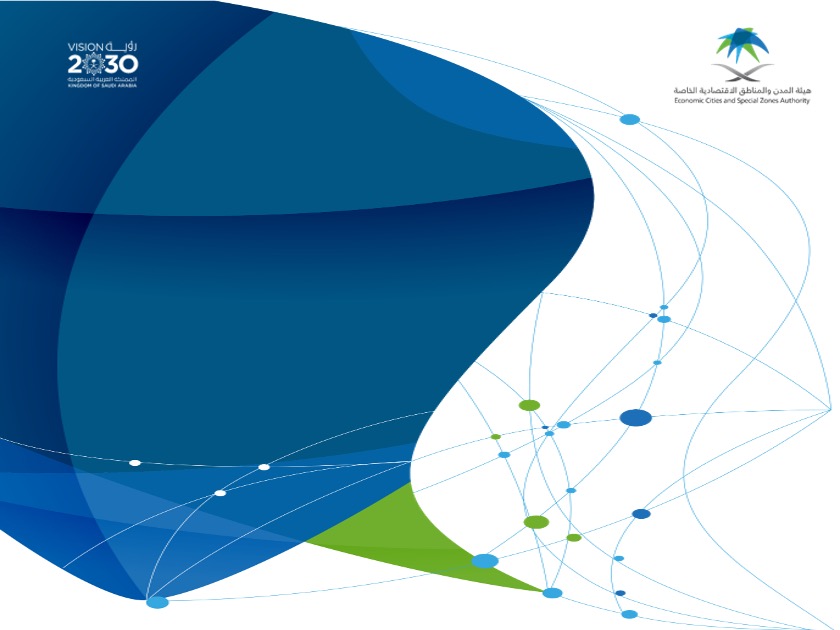 VISION رؤيـــة
2030
المملكة العربية السعودية
KINGDOM OF SAUDI ARABIA
هيئة المدن والمناطق الاقتصادية الخاصة
Economic Cities and Special Zones Authority